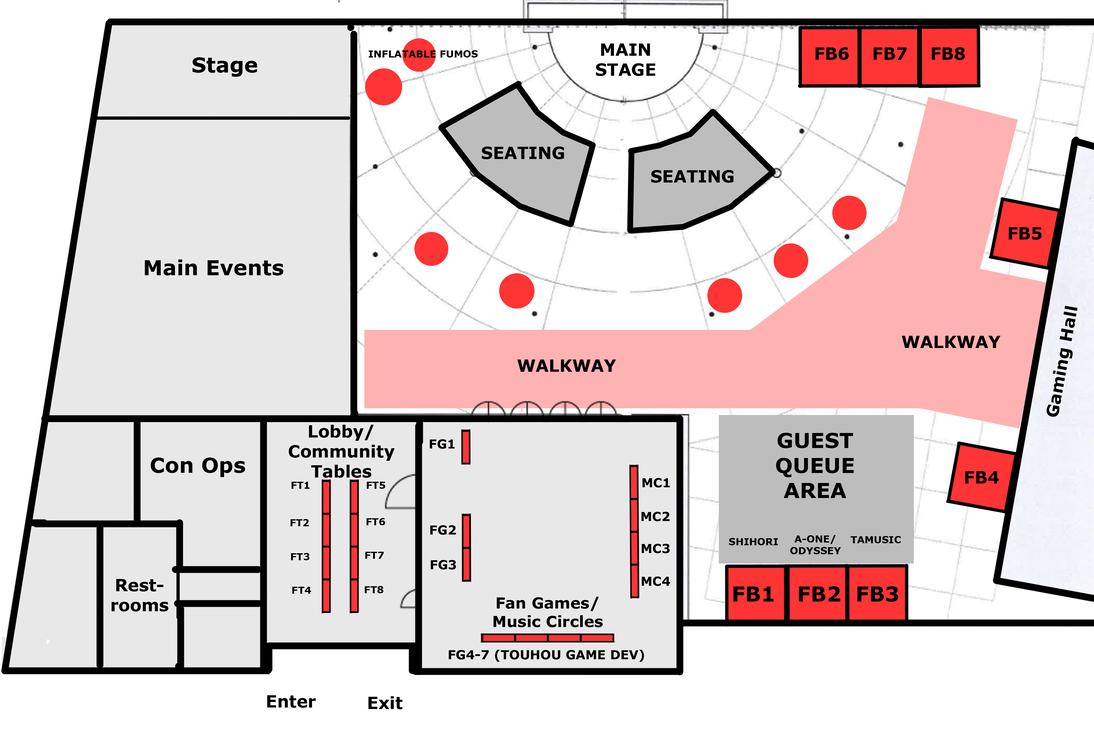 MAIN
STAGE
INFLATABLE FUMOS
FB6 FB7 FB8
Stage
SEATING
SEATING
FB5
Main Events
WALKWAY
WALKWAY
Gaming Hall
Lobby/
Community
Tables
Con Ops
FG1
FG2
FG3
FT1
FT2
FT3
FT4
FT5
FT6
FT7
FT8
MC1
MC2
MC3
MC4
GUEST
QUEUE
AREA
FB4
SHIHORI
A-ONE/
ODYSSEY
TAMUSIC
FB1 FB2 FB3
Rest-
rooms
Fan Games/
Music Circles
FG4-7 (TOUHOU GAME DEV)
Enter
Exit